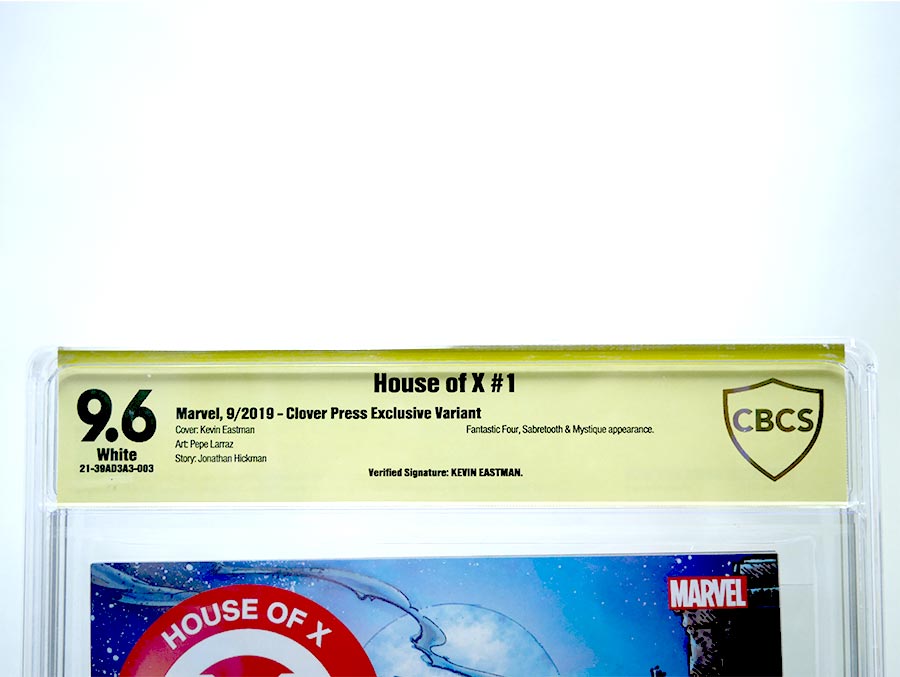 House of X #1
9.6
White
21-39AD3A3-003
Marvel, 9/2019 - Clover Press Exclusive Variant
Cover: Kevin Eastman
Art: Pepe Larraz
Story: Jonathan Hickman
Fantastic Four, Sabretooth & Mystique appearance.
Verified Signature: KEVIN EASTMAN.
CBCS
MARVEL
HOUSE OF X